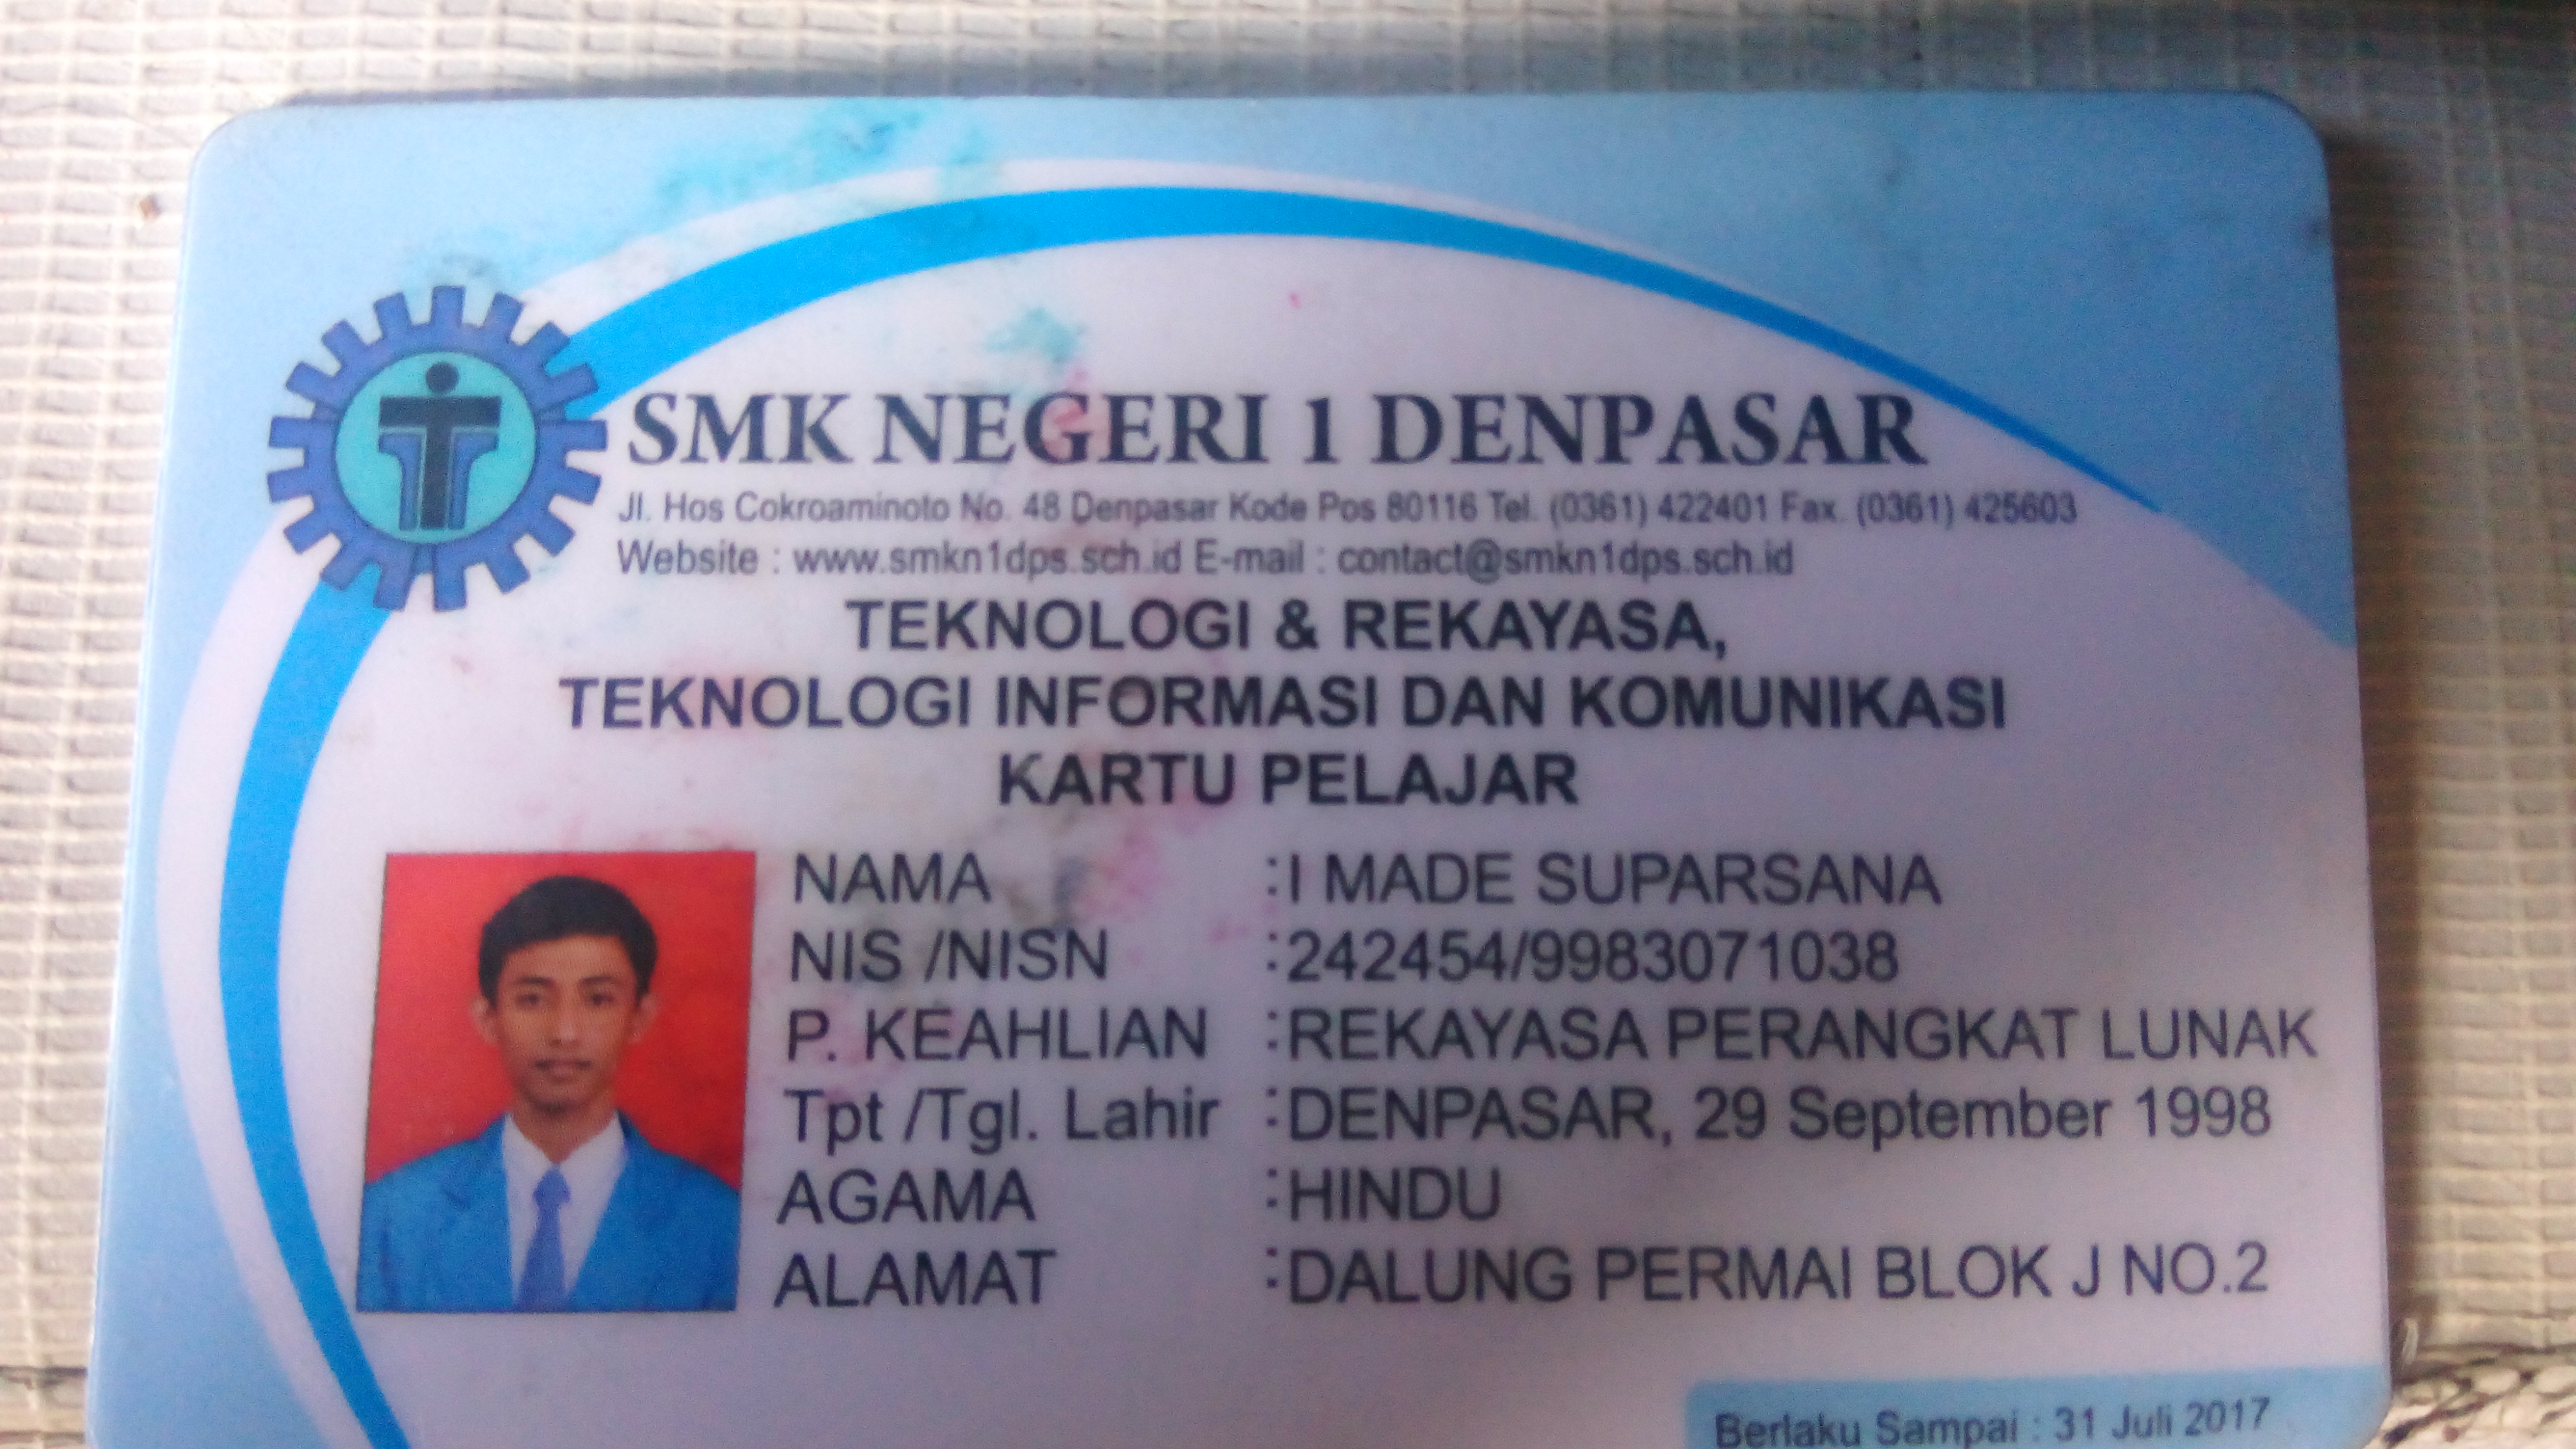 SMK NEGERI 1 DENPASAR
Jl. Hos Cokroaminoto No. 48 Denpasar Kode Pos 80116 Tel. (0361) 422401 Fax. (0361) 425603
Website : www.smkn1dps.sch.id E-mail : contact@smkn1dps.sch.id
TEKNOLOGI & REKAYASA,
TEKNOLOGI INFORMASI DAN KOMUNIKASI
KARTU PELAJAR
NAMA :I MADE SUPARSANA
NIS /NISN :242454/9983071038
P. KEAHLIAN :REKAYASA PERANGKAT LUNAK
Tpt /Tgl. Lahir :DENPASAR, 29 September 1998
AGAMA :HINDU
ALAMAT :DALUNG PERMAI BLOK J NO.2
Berlaku Sampai : 31 Juli 2017